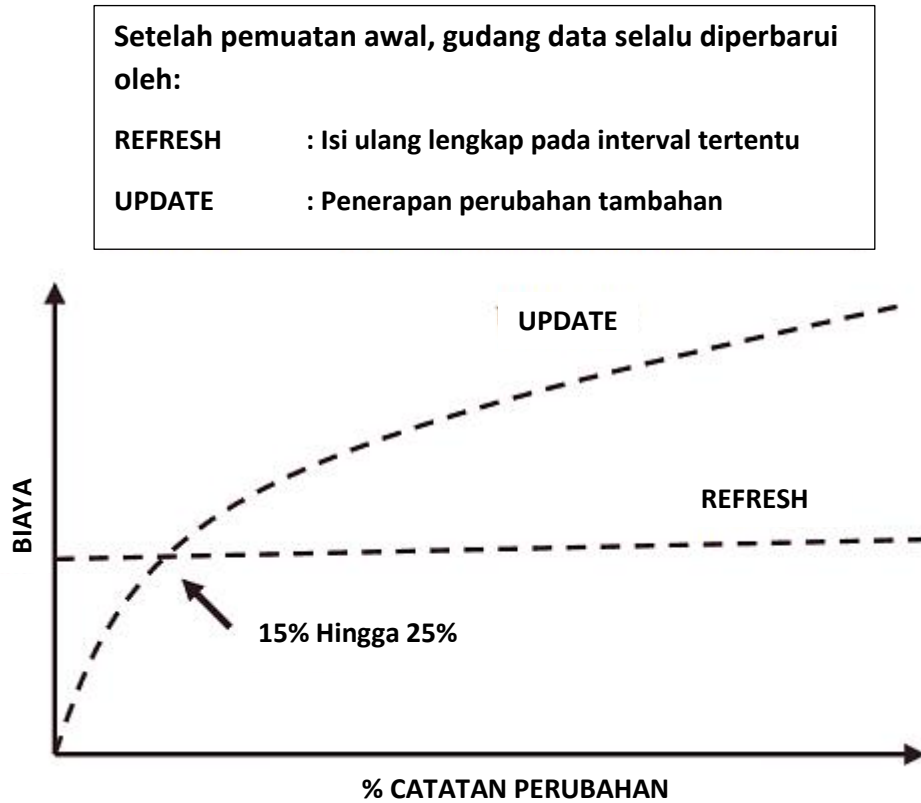 Setelah pemuatan awal, gudang data selalu diperbarui
oleh:
REFRESH : Isi ulang lengkap pada interval tertentu
UPDATE : Penerapan perubahan tambahan
UPDATE
REFRESH
BIAYA
15% Hingga 25%
% CATATAN PERUBAHAN